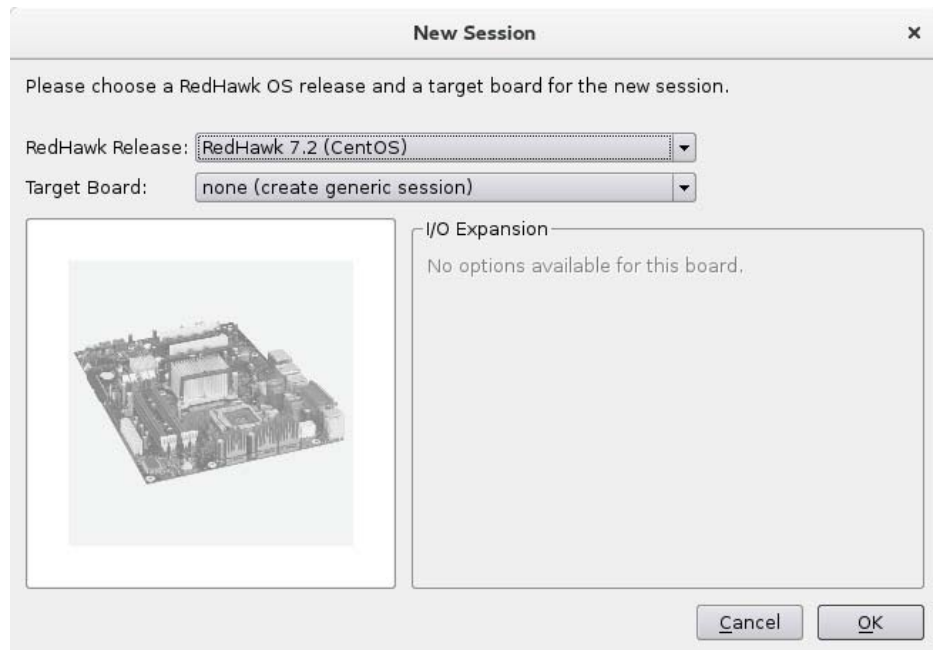 New Session
×
Please choose a RedHawk OS release and a target board for the new session.
RedHawk Release: RedHawk 7.2 (CentOS)
Target Board: none (create generic session)
I/O Expansion
No options available for this board.
Cancel OK